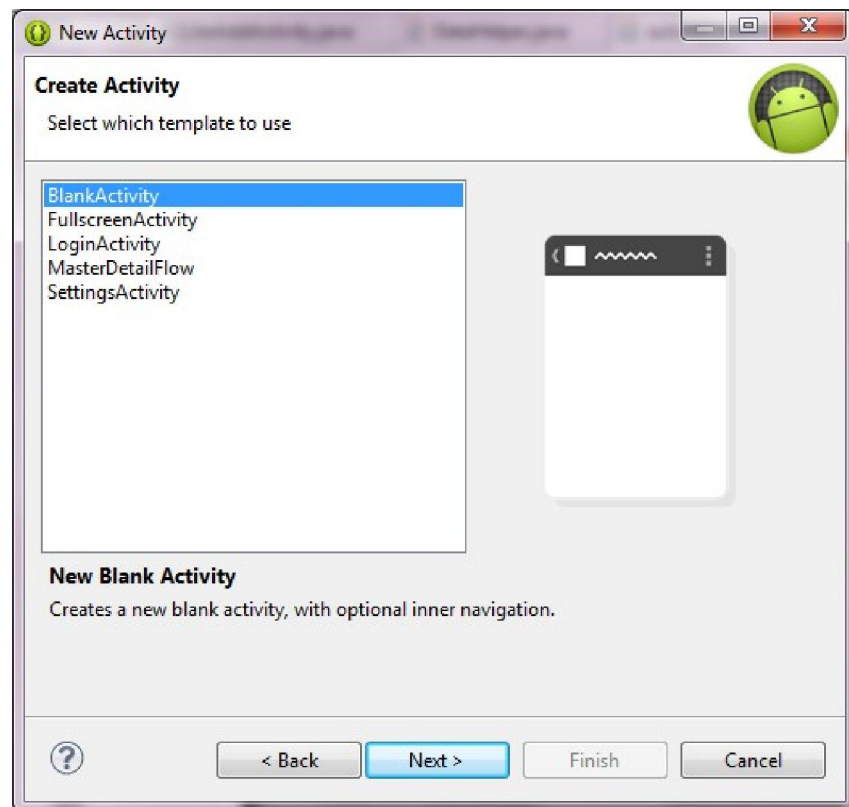 New Activity
Create Activity
Select which template to use
BlankActivity
FullscreenActivity
LoginActivity
MasterDetailFlow
SettingsActivity
New Blank Activity
Creates a new blank activity, with optional inner navigation.
< Back
Next >
Finish
Cancel